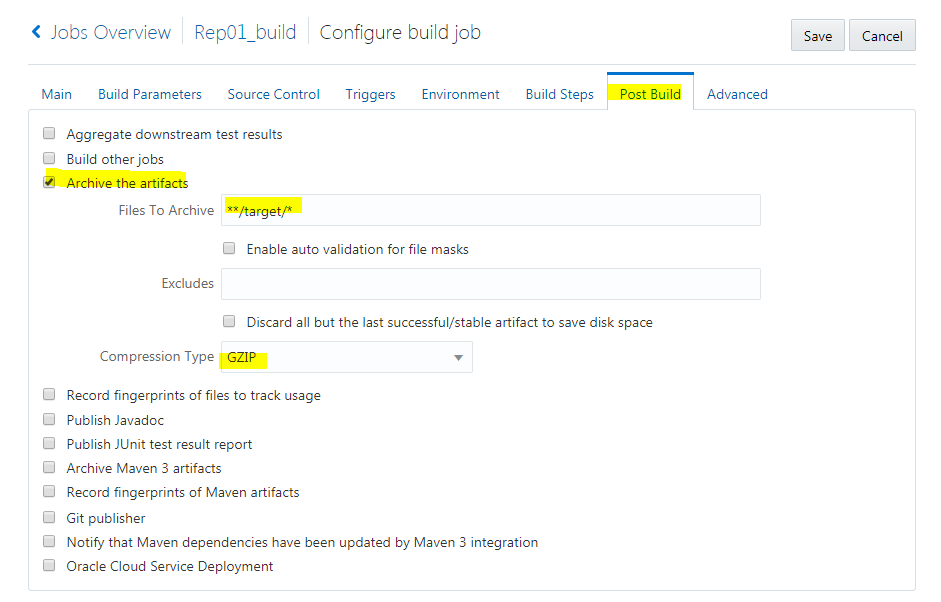 Jobs Overview Rep01_build Configure build job Save Cancel
Main Build Parameters Source Control Triggers Environment Build Steps Post Build Advanced
Aggregate downstream test results
Build other jobs
Archive the artifacts
Files To Archive **/target/*
Enable auto validation for file masks
Excludes
Discard all but the last successful/stable artifact to save disk space
Compression Type GZIP
Record fingerprints of files to track usage
Publish Javadoc
Publish JUnit test result report
Archive Maven 3 artifacts
Record fingerprints of Maven artifacts
Git publisher
Notify that Maven dependencies have been updated by Maven 3 integration
Oracle Cloud Service Deployment